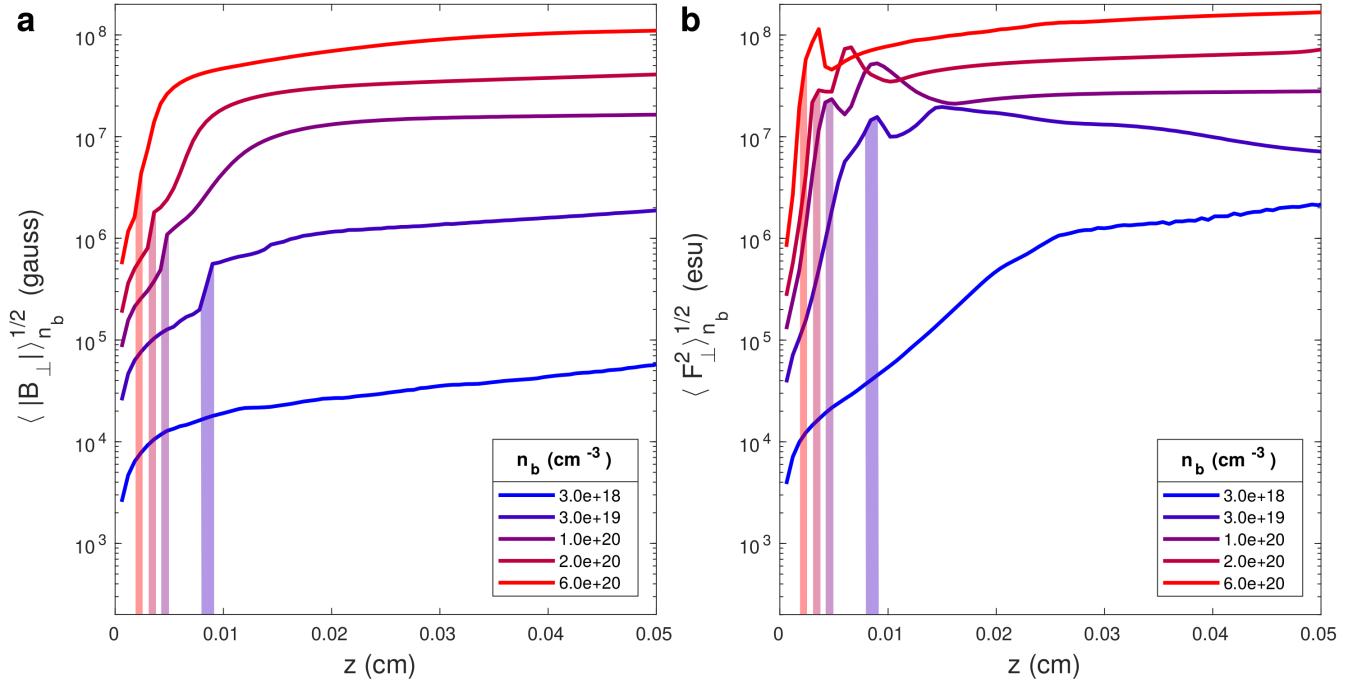 a
⟨ |B⊥| ⟩^{1/2}_{n_b} (gauss)
10^8
10^7
10^6
10^5
10^4
10^3
0 0.01 0.02 0.03 0.04 0.05
z (cm)
n_b (cm^-3)
3.0e+18
3.0e+19
1.0e+20
2.0e+20
6.0e+20
b
⟨ F^2_⊥ ⟩^{1/2}_{n_b} (esu)
10^8
10^7
10^6
10^5
10^4
10^3
0 0.01 0.02 0.03 0.04 0.05
z (cm)
n_b (cm^-3)
3.0e+18
3.0e+19
1.0e+20
2.0e+20
6.0e+20